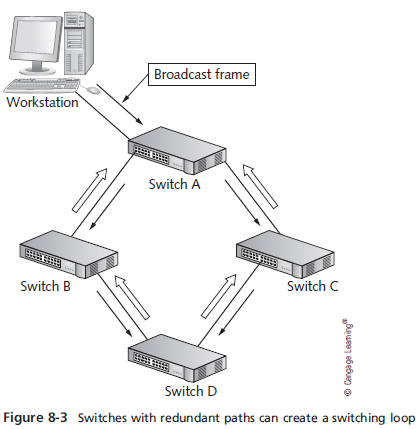 Broadcast frame
Workstation
Switch A
Switch B
Switch C
Switch D
© Cengage Learning®
Figure 8-3 Switches with redundant paths can create a switching loop